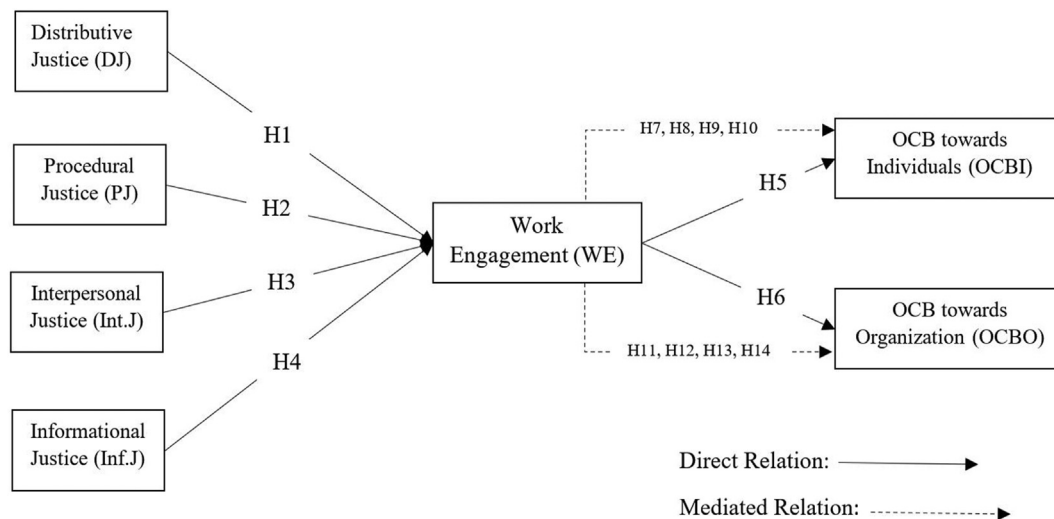 Distributive
Justice (DJ)
H1
Procedural
Justice (PJ)
H2
Interpersonal
Justice (Int.J)
H3
Informational
Justice (Inf.J)
H4
Work
Engagement (WE)
H7, H8, H9, H10
H5
OCB towards
Individuals (OCBI)
H6
OCB towards
Organization (OCBO)
H11, H12, H13, H14
Direct Relation:
Mediated Relation: